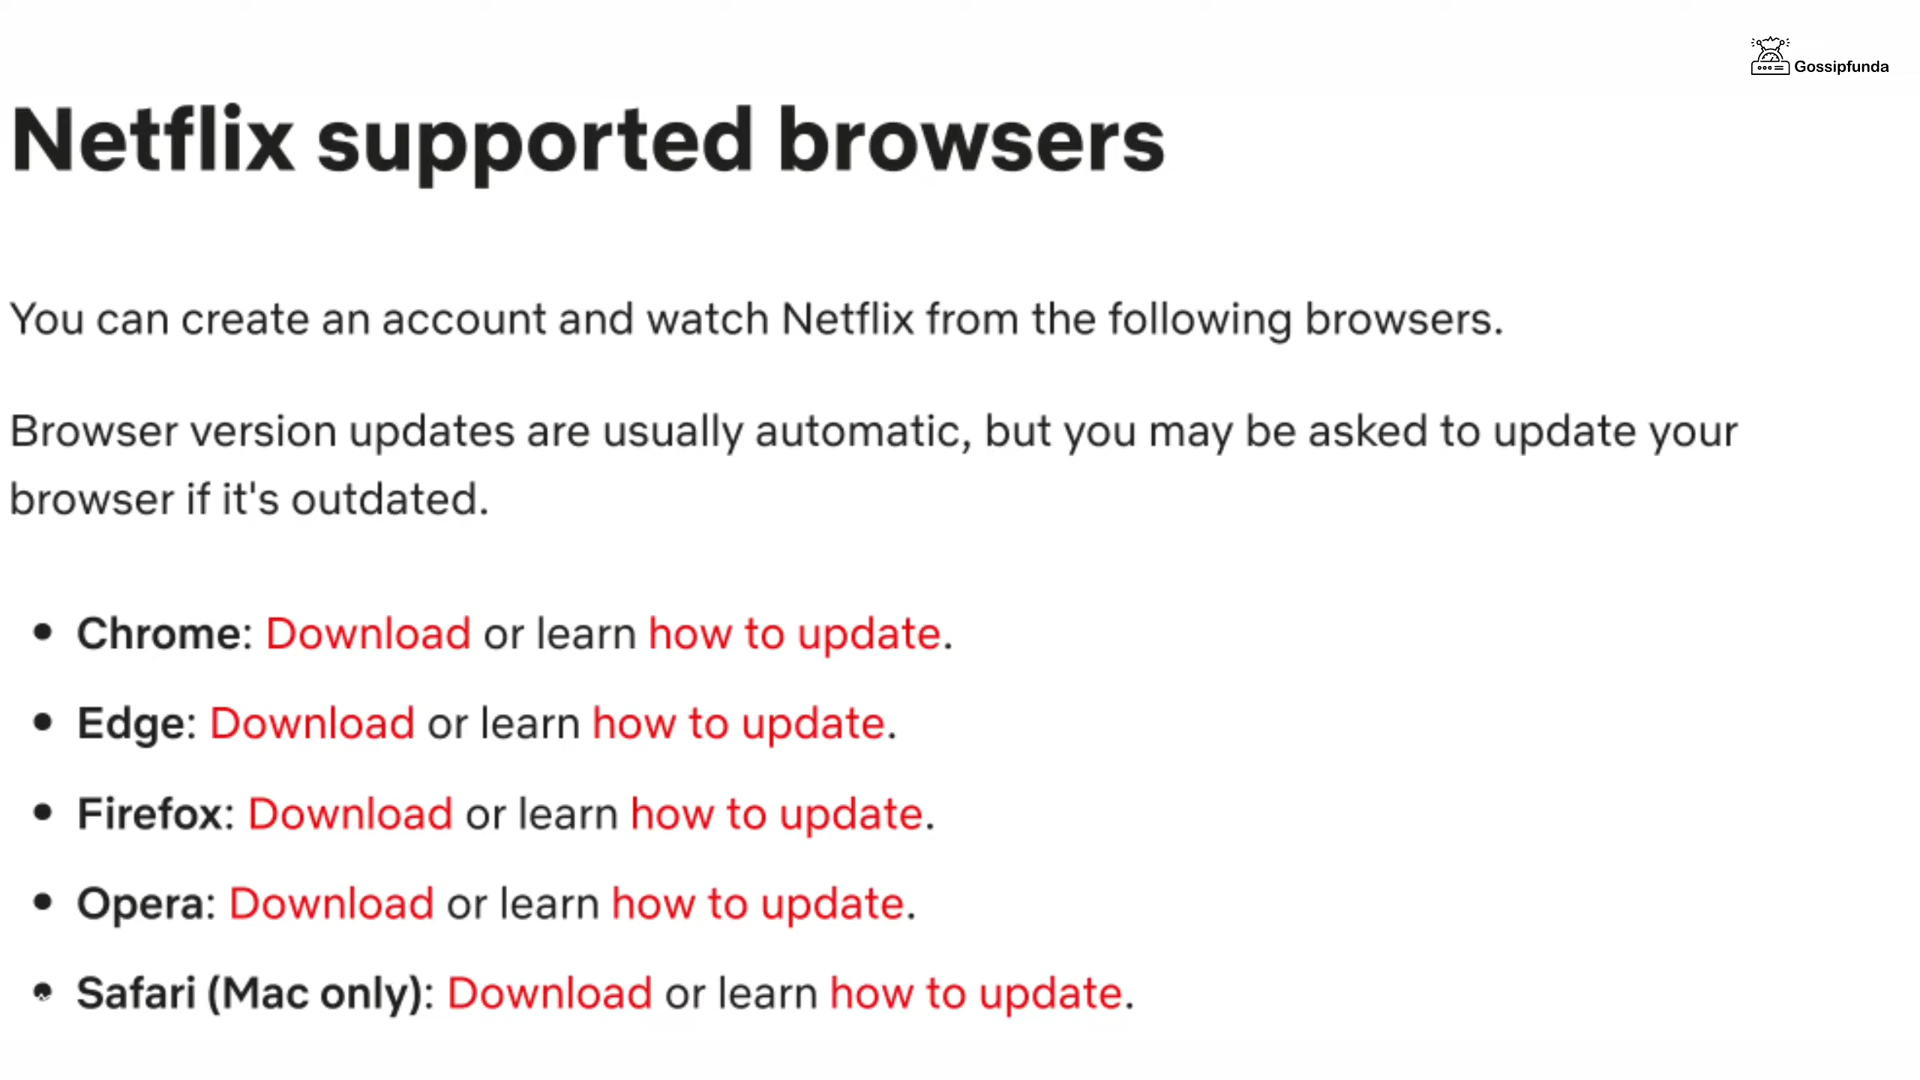 Gossipfunda
Netflix supported browsers
You can create an account and watch Netflix from the following browsers.
Browser version updates are usually automatic, but you may be asked to update your
browser if it's outdated.
• Chrome: Download or learn how to update.
• Edge: Download or learn how to update.
• Firefox: Download or learn how to update.
• Opera: Download or learn how to update.
• Safari (Mac only): Download or learn how to update.